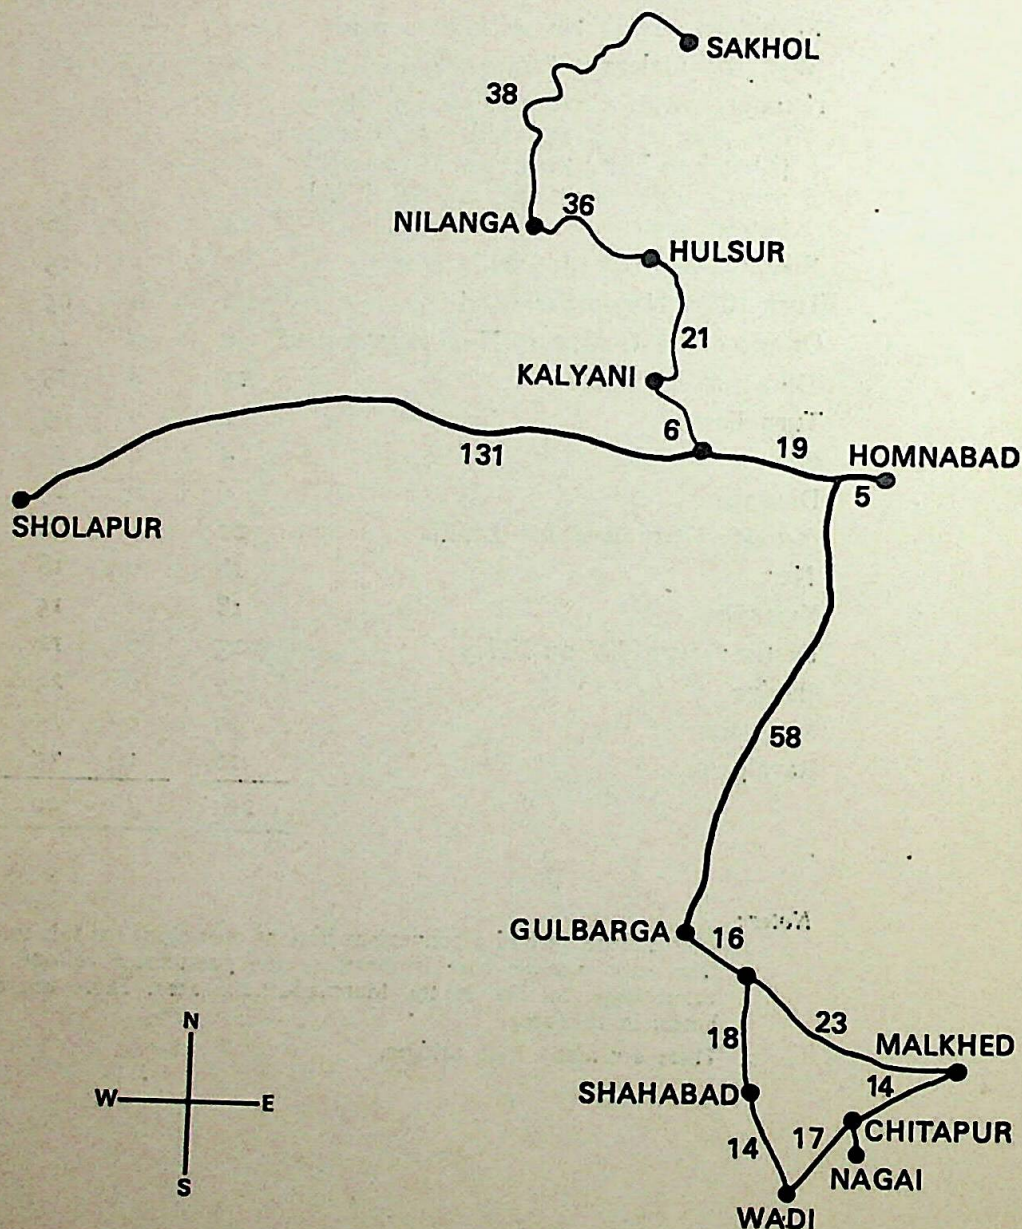 SAKHOL
38
NILANGA
36
HULSUR
21
KALYANI
6
19
HOMNABAD
131
5
SHOLAPUR
58
GULBARGA
16
N
W
E
S
18
23
MALKHED
SHAHABAD
14
14
17
CHITAPUR
NAGAI
WADI